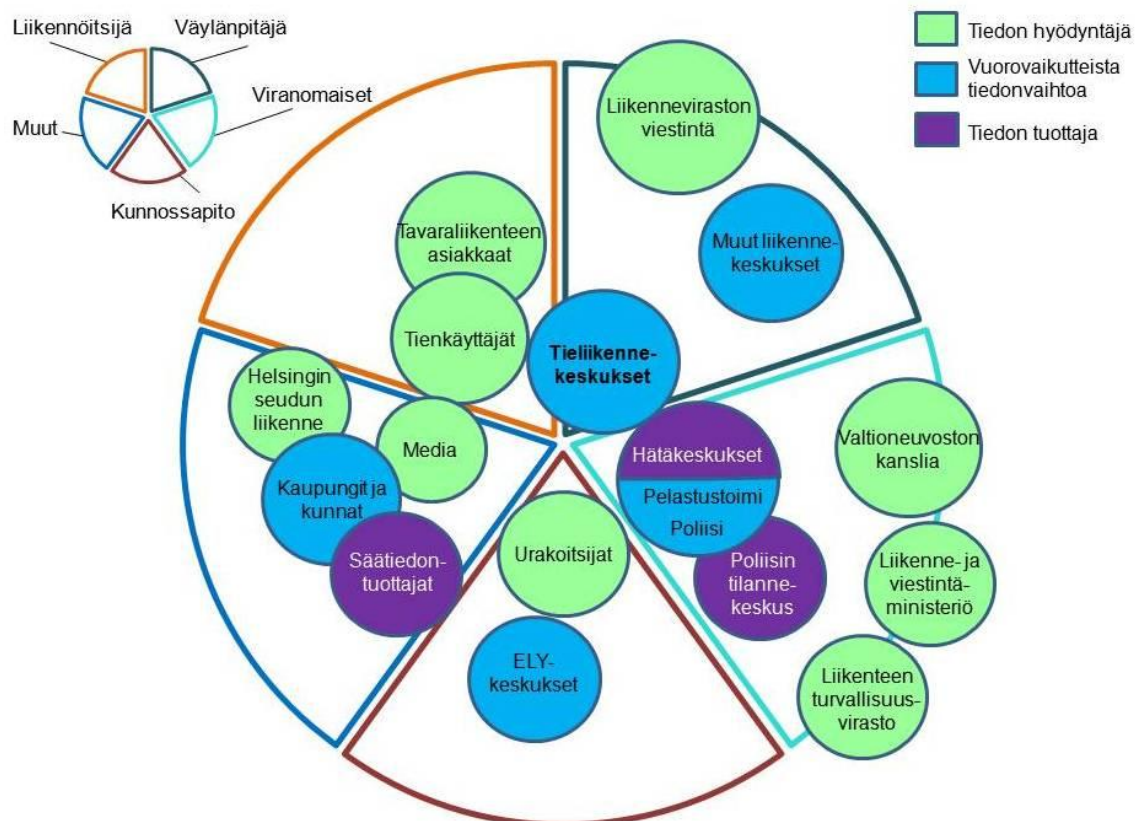 Liikennöitsijä
Väylänpitäjä
Viranomaiset
Muut
Kunnossapito
Tiedon hyödyntäjä
Vuorovaikutteista
tiedonvaihtoa
Tiedon tuottaja
Liikenneviraston
viestintä
Muut liikenne-
keskukset
Tavaraliikenteen
asiakkaat
Tienkäyttäjät
Tieliikenne-
keskukset
Helsingin
seudun
liikenne
Media
Kaupungit ja
kunnat
Säätiedon-
tuottajat
Hätäkeskukset
Pelastustoimi
Poliisi
Poliisin
tilanne-
keskus
Valtioneuvoston
kanslia
Liikenne- ja
viestintä-
ministeriö
Liikenteen
turvallisuus-
virasto
Urakoitsijat
ELY-
keskukset